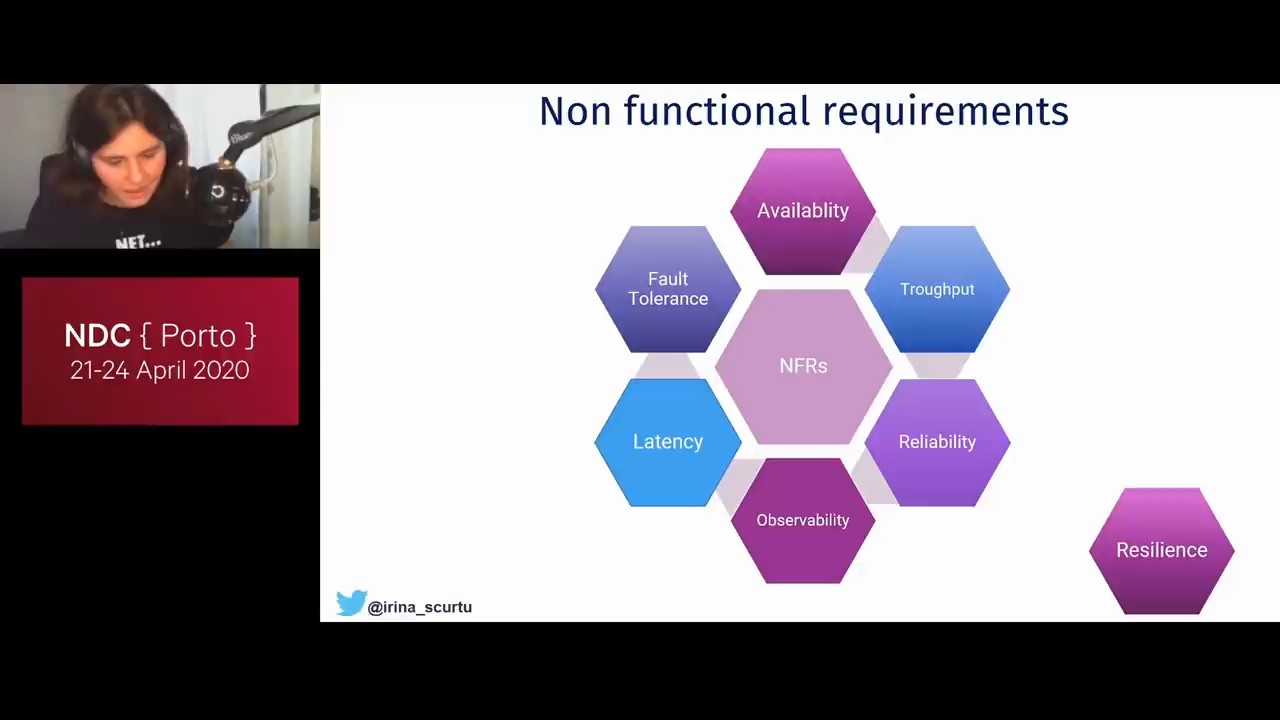 Non functional requirements
Availablity
Fault
Tolerance
Troughput
NFRs
Latency
Reliability
Observability
Resilience
@irina_scurtu
NET...
NDC { Porto }
21-24 April 2020